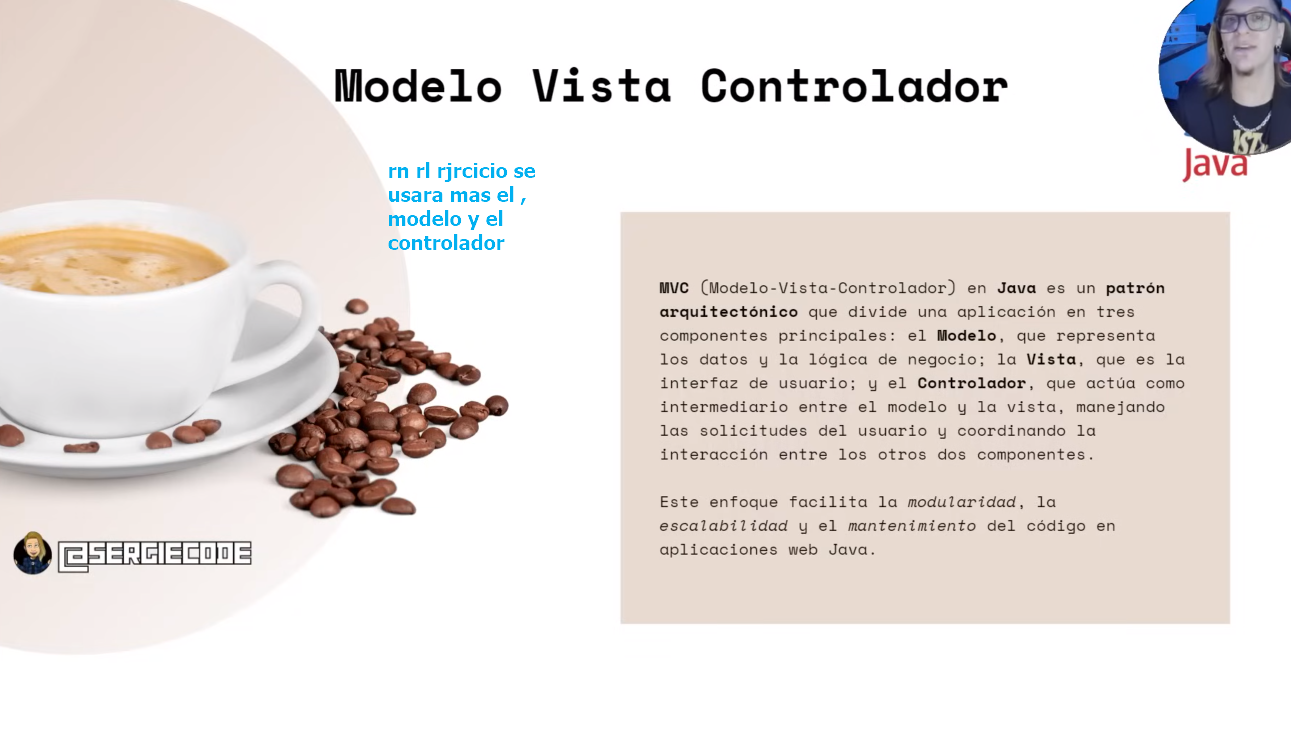 Modelo Vista Controlador
rn rl rjrcicio se
usara mas el ,
modelo y el
controlador
Java
MVC (Modelo-Vista-Controlador) en Java es un patrón
arquitectónico que divide una aplicación en tres
componentes principales: el Modelo, que representa
los datos y la lógica de negocio; la Vista, que es la
interfaz de usuario; y el Controlador, que actúa como
intermediario entre el modelo y la vista, manejando
las solicitudes del usuario y coordinando la
interacción entre los otros dos componentes.
Este enfoque facilita la modularidad, la
escalabilidad y el mantenimiento del código en
aplicaciones web Java.
@SERGIECODE